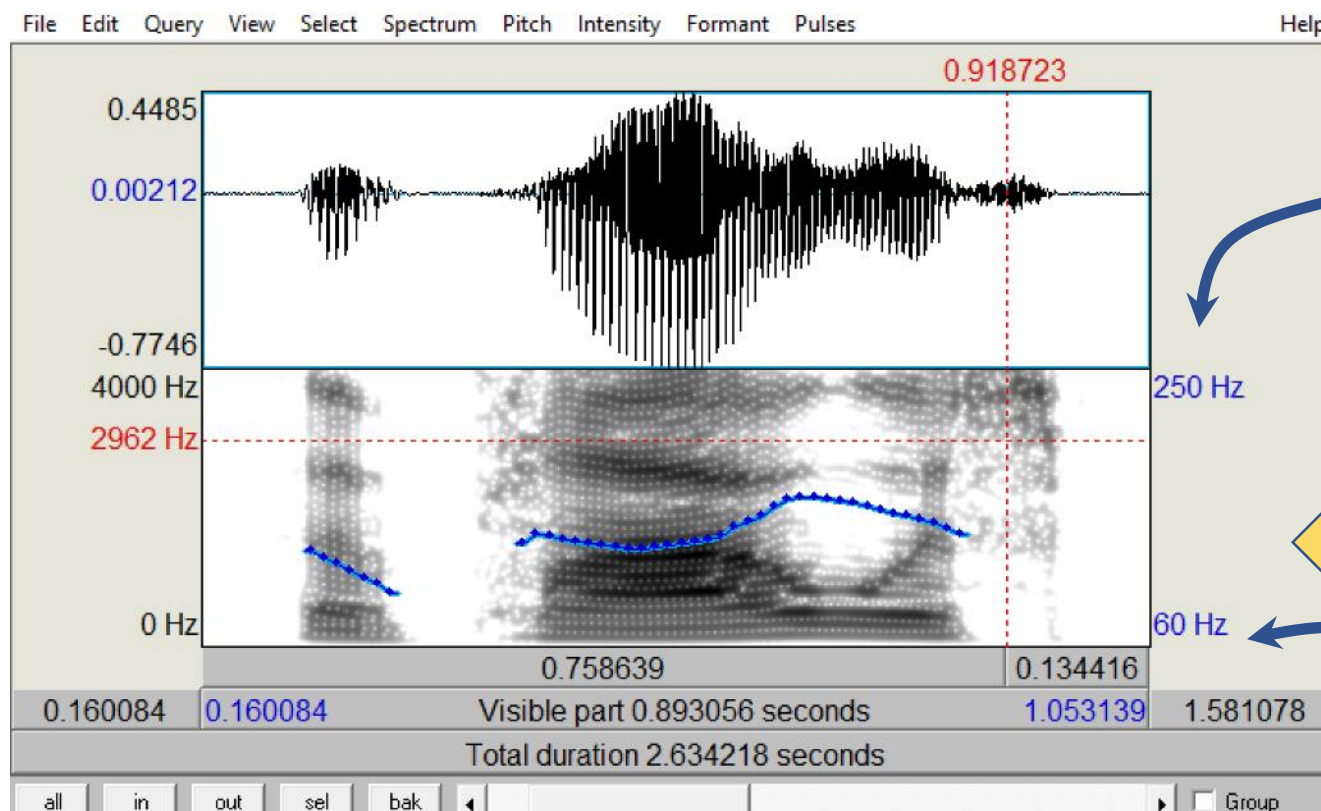 File Edit Query View Select Spectrum Pitch Intensity Formant Pulses Help
0.918723
0.4485
0.00212
-0.7746
4000 Hz
250 Hz
2962 Hz
0 Hz
60 Hz
0.758639 0.134416
0.160084 0.160084 Visible part 0.893056 seconds 1.053139 1.581078
Total duration 2.634218 seconds
all in out sel bak Group